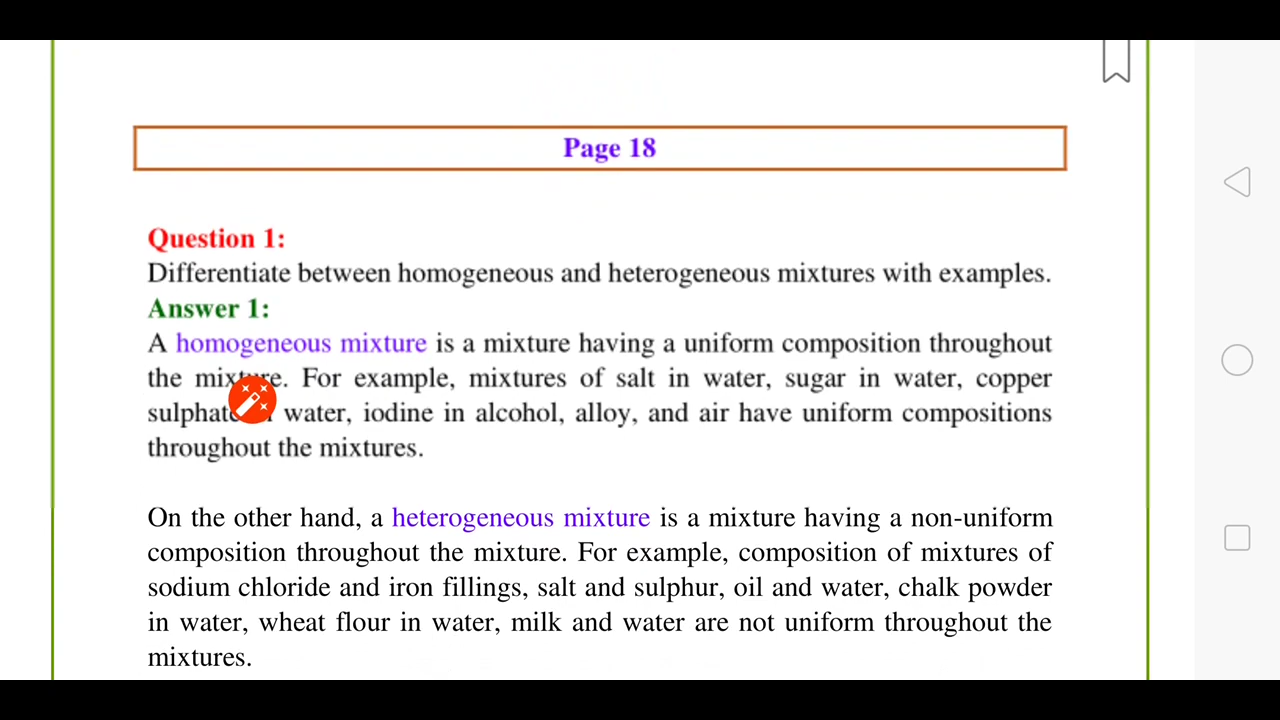 Page 18
Question 1:
Differentiate between homogeneous and heterogeneous mixtures with examples.
Answer 1:
A homogeneous mixture is a mixture having a uniform composition throughout
the mixture. For example, mixtures of salt in water, sugar in water, copper
sulphate water, iodine in alcohol, alloy, and air have uniform compositions
throughout the mixtures.
On the other hand, a heterogeneous mixture is a mixture having a non-uniform
composition throughout the mixture. For example, composition of mixtures of
sodium chloride and iron fillings, salt and sulphur, oil and water, chalk powder
in water, wheat flour in water, milk and water are not uniform throughout the
mixtures.